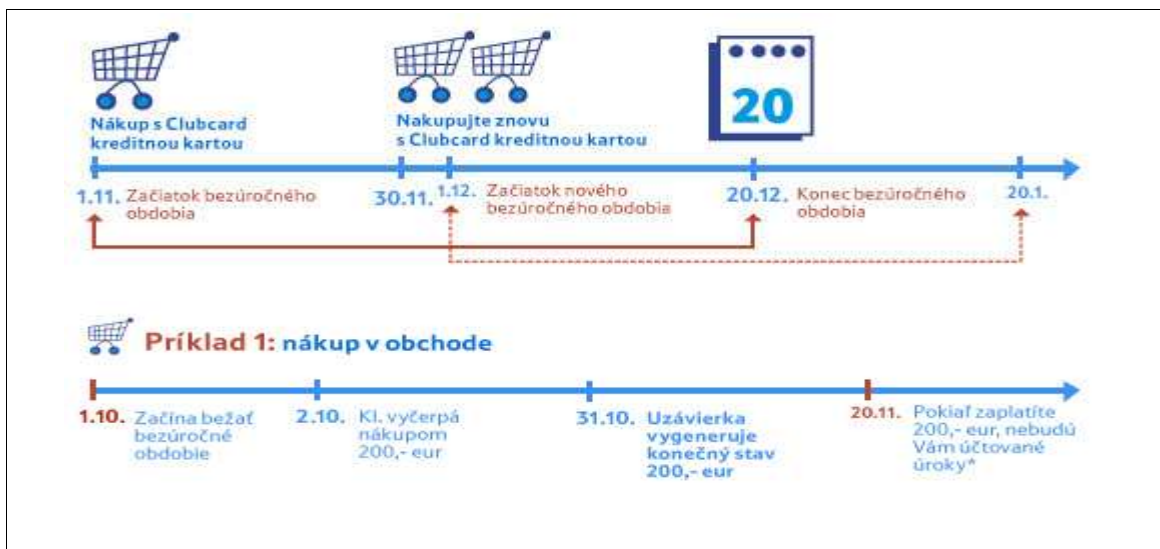 Nákup s Clubcard
kreditnou kartou
Nakupujte znovu
s Clubcard kreditnou kartou
20
1.11. Začiatok bezúročného
obdobia
30.11.
1.12. Začiatok nového
bezúročného obdobia
20.12. Konec bezúročného
obdobia
20.1.
Príklad 1: nákup v obchode
1.10. Začína bežať
bezúročné
obdobie
2.10. Kl. vyčerpá
nákupom
200,- eur
31.10. Uzávierka
vygeneruje
konečný stav
200,- eur
20.11. Pokiaľ zaplatíte
200,- eur, nebudú
Vám účtované
úroky*